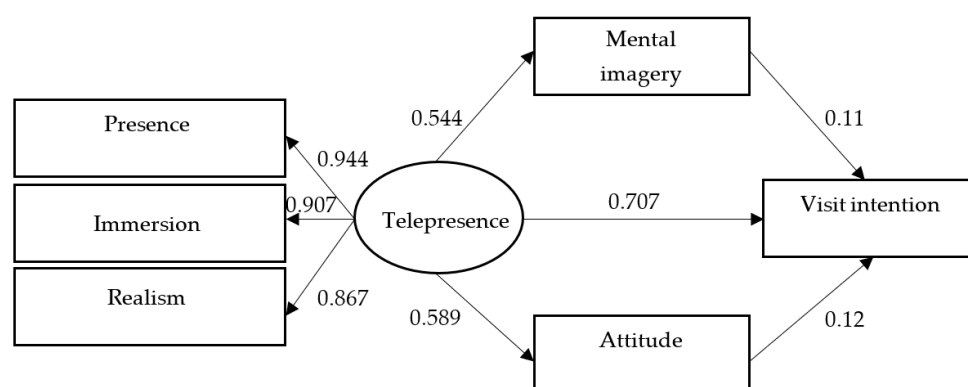 Mental
imagery
Presence
0.544
0.11
0.944
Immersion
0.907
Telepresence
0.707
Visit intention
Realism
0.867
0.589
0.12
Attitude